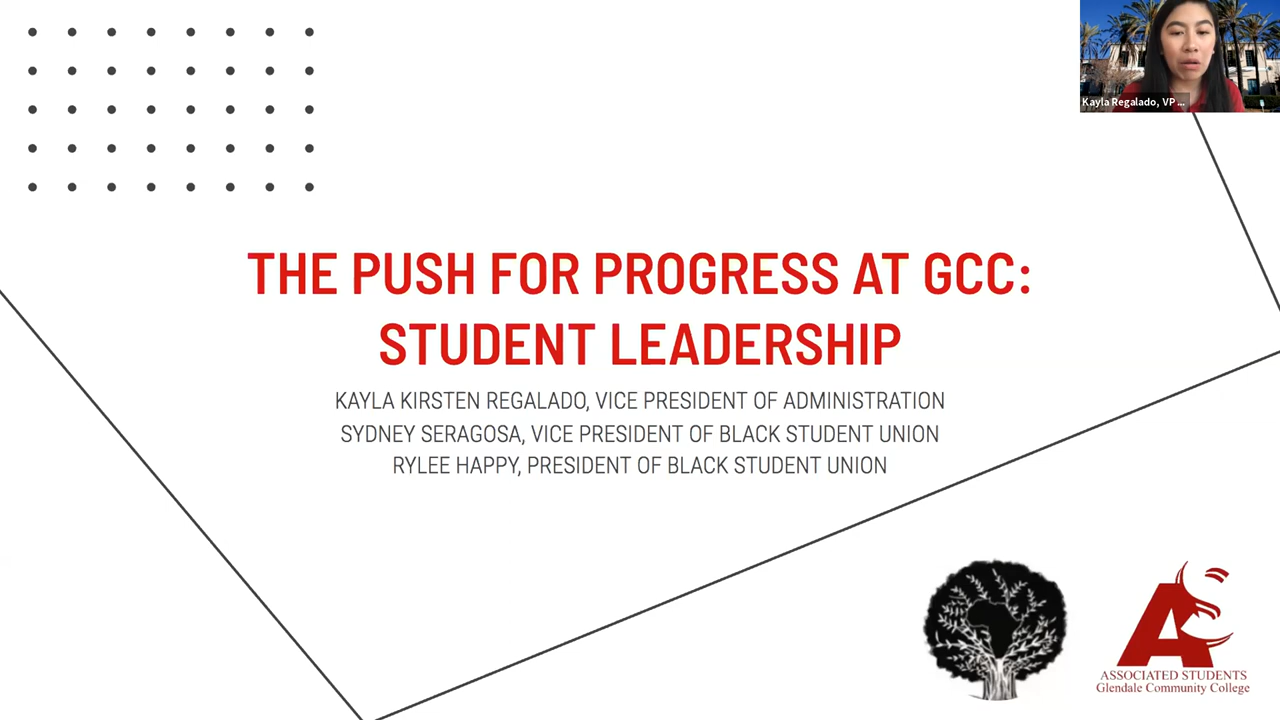 Kayla Regalado, VP ...
THE PUSH FOR PROGRESS AT GCC:
STUDENT LEADERSHIP
KAYLA KIRSTEN REGALADO, VICE PRESIDENT OF ADMINISTRATION
SYDNEY SERAGOSA, VICE PRESIDENT OF BLACK STUDENT UNION
RYLEE HAPPY, PRESIDENT OF BLACK STUDENT UNION
A
ASSOCIATED STUDENTS
Glendale Community College